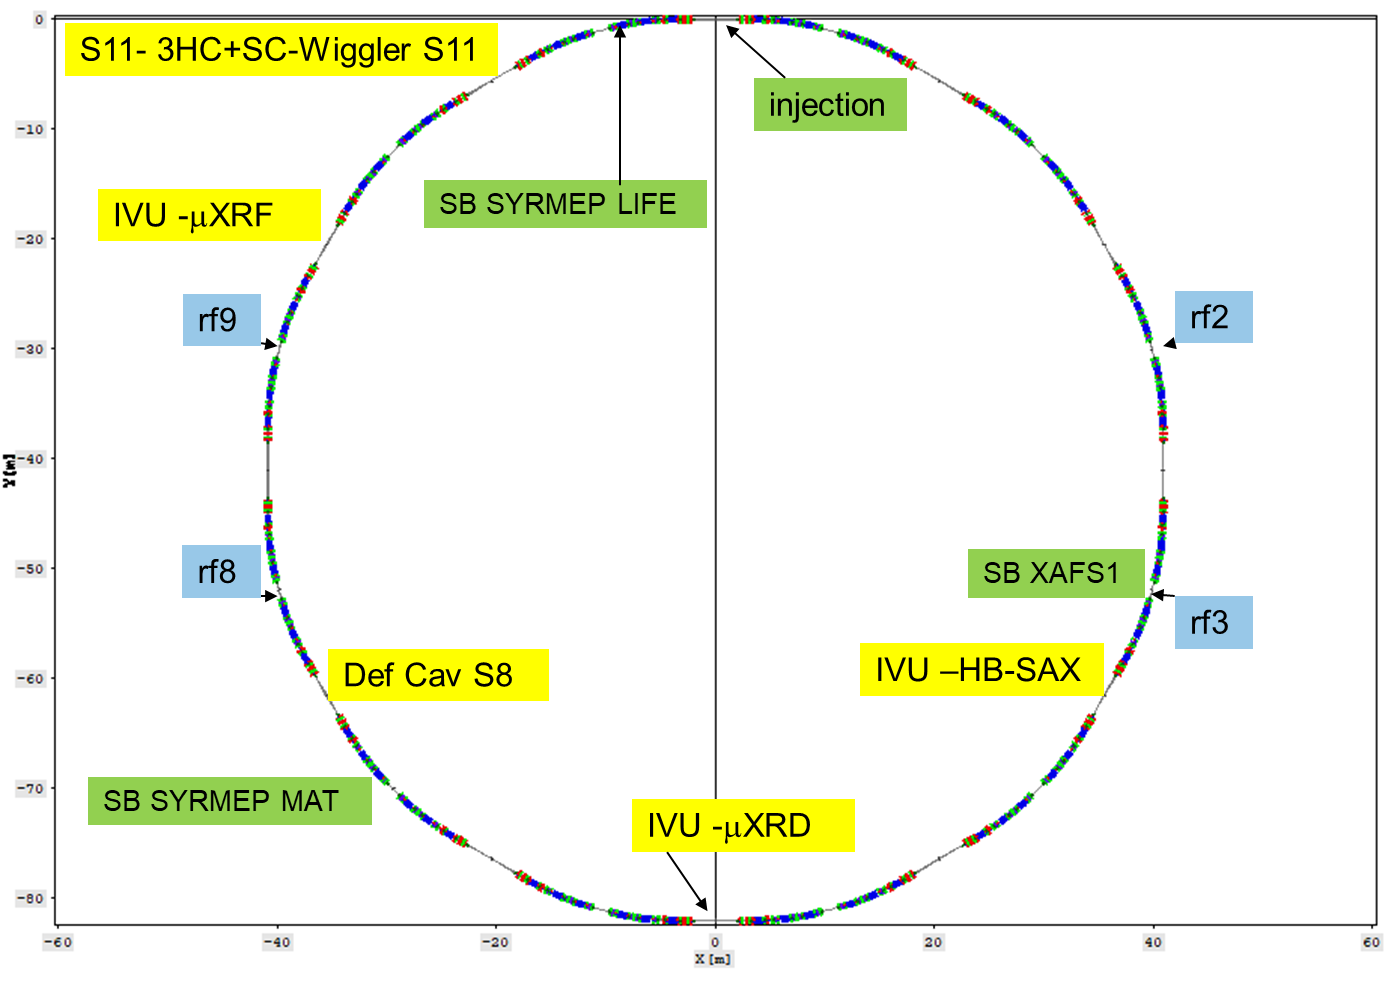 0
S11- 3HC+SC-Wiggler S11
injection
-10
SB SYRMEP LIFE
IVU -µXRF
-20
rf9
rf2
-30
Y[m]
-40
-50
rf8
SB XAFS1
rf3
-60
Def Cav S8
IVU –HB-SAX
-70
SB SYRMEP MAT
IVU -µXRD
-80
-60 -40 -20 0 20 40 60
X[m]